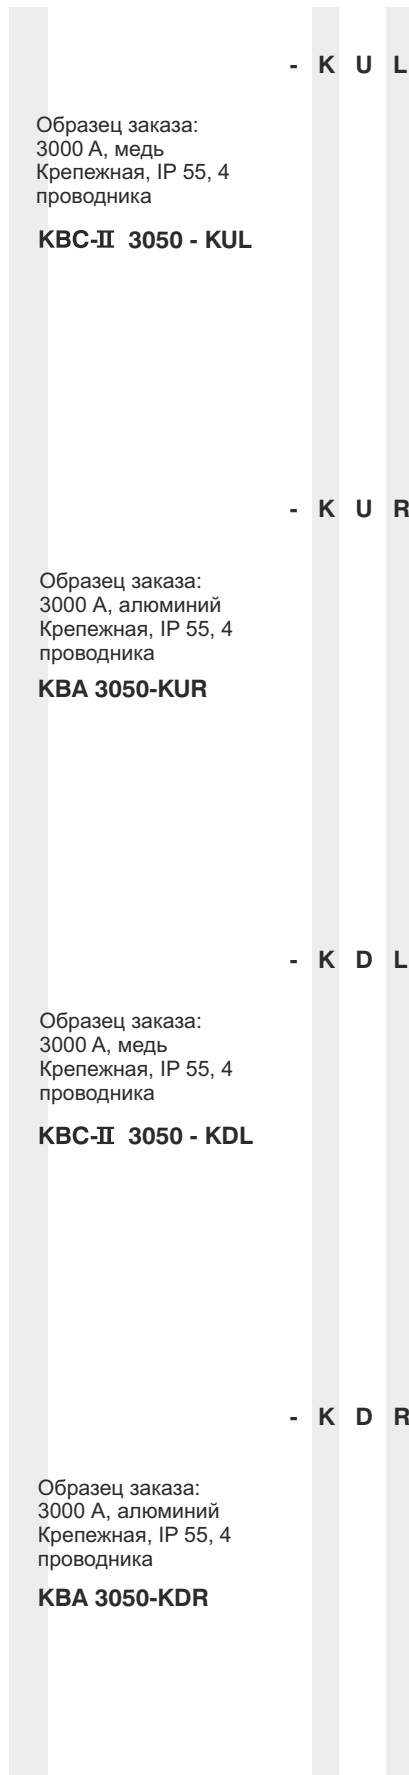 - K U L
Образец заказа:
3000 А, медь
Крепежная, IP 55, 4
проводника
KBC-II 3050 - KUL
- K U R
Образец заказа:
3000 А, алюминий
Крепежная, IP 55, 4
проводника
KBA 3050-KUR
- K D L
Образец заказа:
3000 А, медь
Крепежная, IP 55, 4
проводника
KBC-II 3050 - KDL
- K D R
Образец заказа:
3000 А, алюминий
Крепежная, IP 55, 4
проводника
KBA 3050-KDR